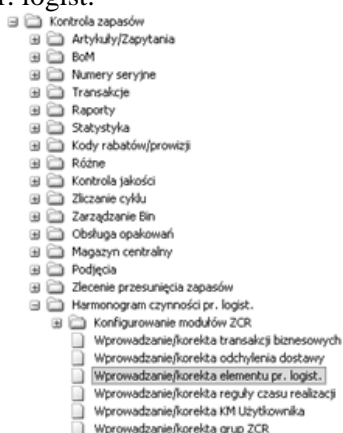 r. logist.
Kontrola zapasów
Artykuły/Zapytania
BoM
Numery seryjne
Transakcje
Raporty
Statystyka
Kody rabatów/prowizji
Różne
Kontrola jakości
Zliczanie cyklu
Zarządzanie Bin
Obsługa opakowań
Magazyn centralny
Podjęcia
Zlecenie przesunięcia zapasów
Harmonogram czynności pr. logist.
Konfigurowanie modułów ZCR
Wprowadzanie/korekta transakcji biznesowych
Wprowadzanie/korekta odchylenia dostawy
Wprowadzanie/korekta elementu pr. logist.
Wprowadzanie/korekta reguły czasu realizacji
Wprowadzanie/korekta KM Użytkownika
Wprowadzanie/korekta grup ZCR